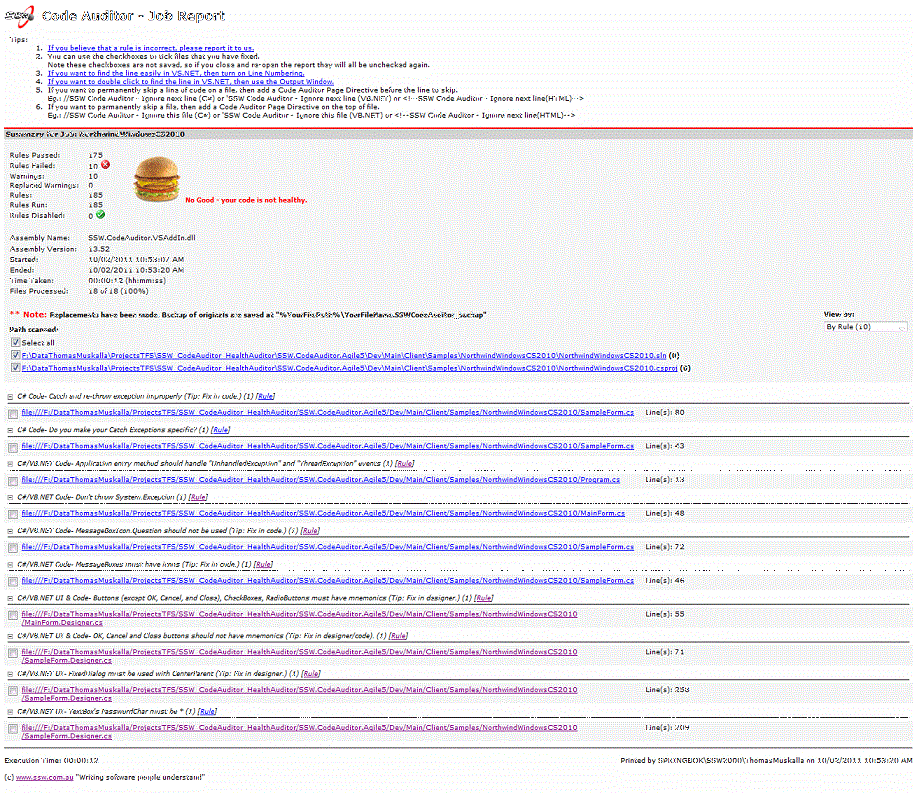 SSW Code Auditor - Job Report
Tips:
1. If you believe that a rule is incorrect, please report it to us.
2. You can use the checkboxes to tick files that you have fixed.
Note these checkboxes are not saved, so if you close and re-open the report they will all be unchecked again.
3. If you want to find the line easily in VS.NET, then turn on Line Numbering.
4. If you want to double click to find the line in VS.NET, then use the Output Window.
5. If you want to permanently skip a line of code on a file, then add a Code Auditor Page Directive before the line to skip.
Eg.: //SSW Code Auditor - Ignore next line (C#) or 'SSW Code Auditor - Ignore next line (VB.NET) or <!--SSW Code Auditor - Ignore next line(HTML)-->
6. If you want to permanently skip a file, then add a Code Auditor Page Directive on the top of file.
Eg.: //SSW Code Auditor - Ignore this file (C#) or 'SSW Code Auditor - Ignore this file (VB.NET) or <!--SSW Code Auditor - Ignore next line(HTML)-->
Summary for Job: NorthwindWindowsCS2010
Rules Passed: 175
Rules Failed: 10
Warnings: 10
Replaced Warnings: 0
Rules: 185
Rules Run: 185
Rules Disabled: 0
No Good - your code is not healthy.
Assembly Name: SSW.CodeAuditor.VSAddIn.dll
Assembly Version: 13.52
Started: 10/02/2011 10:53:07 AM
Ended: 10/02/2011 10:53:20 AM
Time Taken: 00:00:12 (hh:mm:ss)
Files Processed: 18 of 18 (100%)
** Note: Replacements have been made. Backup of originals are saved at "%YourFilePath%\YourFileName.SSWCodeAuditor_backup"
View by:
By Rule (10)
Path scanned:
Select all
F:\DataThomasMuskalla\ProjectsTFS\SSW_CodeAuditor_HealthAuditor\SSW.CodeAuditor.Agile5\Dev\Main\Client\Samples\NorthwindWindowsCS2010\NorthwindWindowsCS2010.sln (0)
F:\DataThomasMuskalla\ProjectsTFS\SSW_CodeAuditor_HealthAuditor\SSW.CodeAuditor.Agile5\Dev\Main\Client\Samples\NorthwindWindowsCS2010\NorthwindWindowsCS2010.csproj (6)
C# Code- Catch and re-throw exception improperly (Tip: Fix in code.) (1) [Rule]
file:///F:/DataThomasMuskalla/ProjectsTFS/SSW_CodeAuditor_HealthAuditor/SSW.CodeAuditor.Agile5/Dev/Main/Client/Samples/NorthwindWindowsCS2010/SampleForm.cs Line(s): 80
C# Code- Do you make your Catch Exceptions specific? (1) [Rule]
file:///F:/DataThomasMuskalla/ProjectsTFS/SSW_CodeAuditor_HealthAuditor/SSW.CodeAuditor.Agile5/Dev/Main/Client/Samples/NorthwindWindowsCS2010/SampleForm.cs Line(s): 43
C#/VB.NET Code- Application entry method should handle "UnhandledException" and "ThreadException" events (1) [Rule]
file:///F:/DataThomasMuskalla/ProjectsTFS/SSW_CodeAuditor_HealthAuditor/SSW.CodeAuditor.Agile5/Dev/Main/Client/Samples/NorthwindWindowsCS2010/Program.cs Line(s): 13
C#/VB.NET Code- Don't throw System.Exception (1) [Rule]
file:///F:/DataThomasMuskalla/ProjectsTFS/SSW_CodeAuditor_HealthAuditor/SSW.CodeAuditor.Agile5/Dev/Main/Client/Samples/NorthwindWindowsCS2010/MainForm.cs Line(s): 48
C#/VB.NET Code- MessageBoxIcon.Question should not be used (Tip: Fix in code.) (1) [Rule]
file:///F:/DataThomasMuskalla/ProjectsTFS/SSW_CodeAuditor_HealthAuditor/SSW.CodeAuditor.Agile5/Dev/Main/Client/Samples/NorthwindWindowsCS2010/SampleForm.cs Line(s): 72
C#/VB.NET Code- MessageBoxes must have icons (Tip: Fix in code.) (1) [Rule]
file:///F:/DataThomasMuskalla/ProjectsTFS/SSW_CodeAuditor_HealthAuditor/SSW.CodeAuditor.Agile5/Dev/Main/Client/Samples/NorthwindWindowsCS2010/SampleForm.cs Line(s): 46
C#/VB.NET UI & Code- Buttons (except OK, Cancel, and Close), CheckBoxes, RadioButtons must have mnemonics (Tip: Fix in designer.) (1) [Rule]
file:///F:/DataThomasMuskalla/ProjectsTFS/SSW_CodeAuditor_HealthAuditor/SSW.CodeAuditor.Agile5/Dev/Main/Client/Samples/NorthwindWindowsCS2010 Line(s): 55
/MainForm.Designer.cs
C#/VB.NET UI & Code- OK, Cancel and Close buttons should not have mnemonics (Tip: Fix in designer/code). (1) [Rule]
file:///F:/DataThomasMuskalla/ProjectsTFS/SSW_CodeAuditor_HealthAuditor/SSW.CodeAuditor.Agile5/Dev/Main/Client/Samples/NorthwindWindowsCS2010 Line(s): 71
/SampleForm.Designer.cs
C#/VB.NET UI- FixedDialog must be used with CenterParent (Tip: Fix in designer.) (1) [Rule]
file:///F:/DataThomasMuskalla/ProjectsTFS/SSW_CodeAuditor_HealthAuditor/SSW.CodeAuditor.Agile5/Dev/Main/Client/Samples/NorthwindWindowsCS2010 Line(s): 253
/SampleForm.Designer.cs
C#/VB.NET UI- TextBox's PasswordChar must be * (1) [Rule]
file:///F:/DataThomasMuskalla/ProjectsTFS/SSW_CodeAuditor_HealthAuditor/SSW.CodeAuditor.Agile5/Dev/Main/Client/Samples/NorthwindWindowsCS2010 Line(s): 209
/SampleForm.Designer.cs
Execution Time: 00:00:12
Printed by SPRINGBOK\SSW2000\ThomasMuskalla on 10/02/2011 10:53:20 AM
(c) www.ssw.com.au "Writing software people understand"